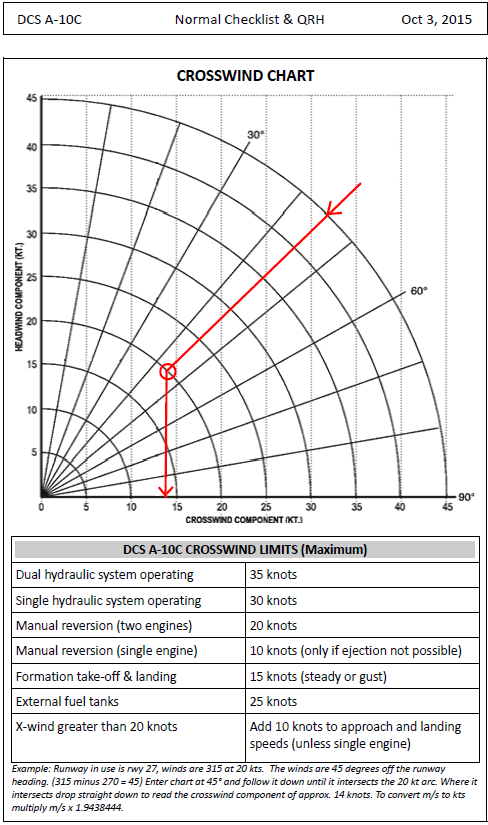 DCS A-10C Normal Checklist & QRH Oct 3, 2015
CROSSWIND CHART
45
40
35
30
25
20
15
10
5
HEADWIND COMPONENT (KT.)
30°
60°
90°
0 5 10 15 20 25 30 35 40 45
CROSSWIND COMPONENT (KT.)
DCS A-10C CROSSWIND LIMITS (Maximum)
Dual hydraulic system operating 35 knots
Single hydraulic system operating 30 knots
Manual reversion (two engines) 20 knots
Manual reversion (single engine) 10 knots (only if ejection not possible)
Formation take-off & landing 15 knots (steady or gust)
External fuel tanks 25 knots
X-wind greater than 20 knots Add 10 knots to approach and landing
speeds (unless single engine)
Example: Runway in use is rwy 27, winds are 315 at 20 kts. The winds are 45 degrees off the runway
heading. (315 minus 270 = 45) Enter chart at 45° and follow it down until it intersects the 20 kt arc. Where it
intersects drop straight down to read the crosswind component of approx. 14 knots. To convert m/s to kts
multiply m/s x 1.9438444.